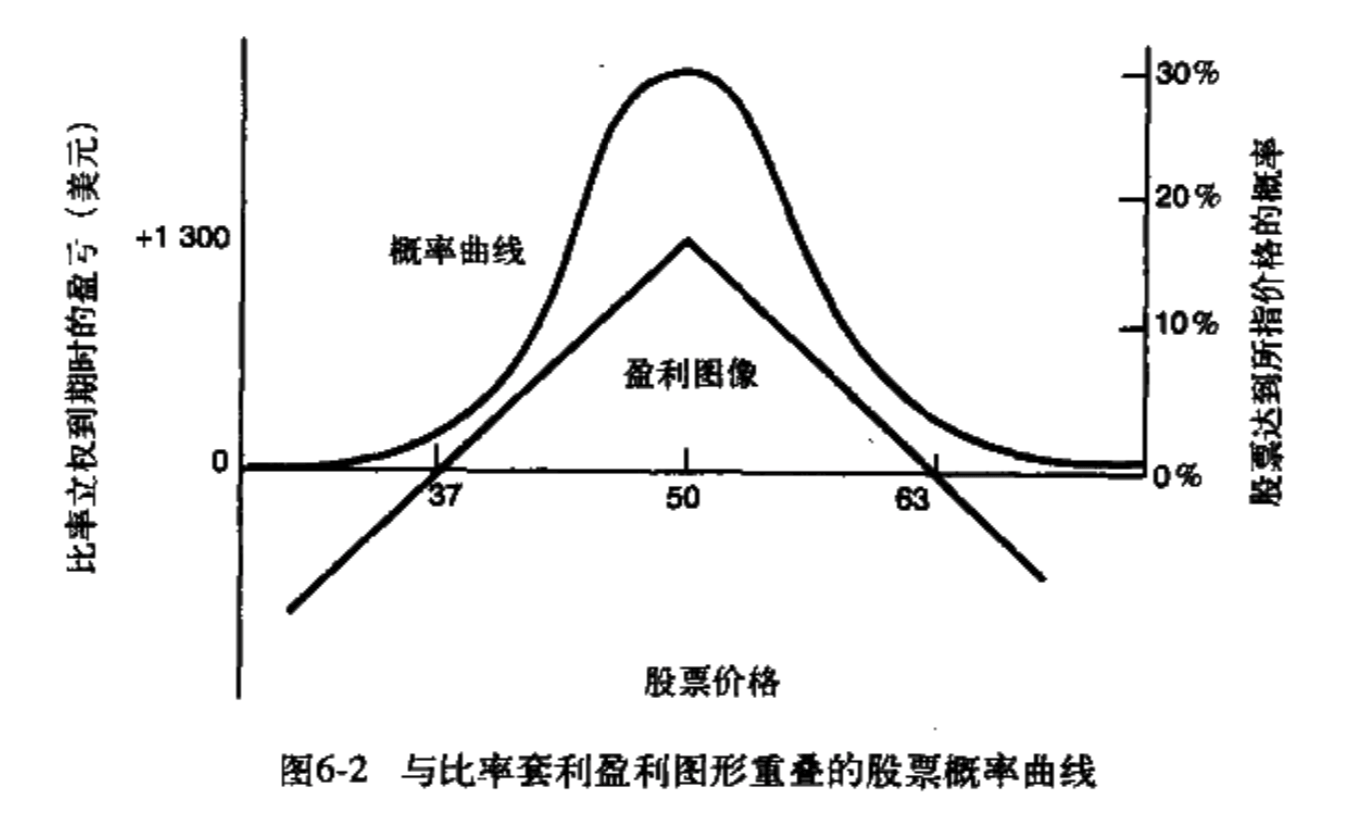 比率立权到期时的盈亏（美元）
+1 300
0
概率曲线
盈利图像
37
50
63
30%
20%
10%
0%
股票达到所指价格的概率
股票价格
图6-2 与比率套利盈利图形重叠的股票概率曲线